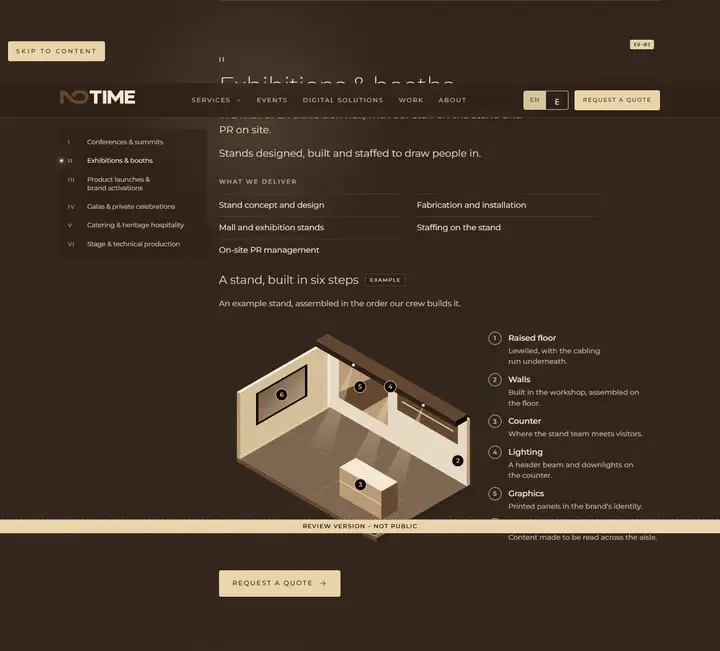 SKIP TO CONTENT
EV-03
II
Exhibitions & booths
NOTIME
SERVICES
EVENTS
DIGITAL SOLUTIONS
WORK
ABOUT
EN
REQUEST A QUOTE
PR on site.
Stands designed, built and staffed to draw people in.
I Conferences & summits
II Exhibitions & booths
III Product launches &
brand activations
IV Galas & private celebrations
V Catering & heritage hospitality
VI Stage & technical production
WHAT WE DELIVER
Stand concept and design
Fabrication and installation
Mall and exhibition stands
Staffing on the stand
On-site PR management
A stand, built in six steps EXAMPLE
An example stand, assembled in the order our crew builds it.
6
5
4
2
3
1 Raised floor
Levelled, with the cabling
run underneath.
2 Walls
Built in the workshop, assembled on
the floor.
3 Counter
Where the stand team meets visitors.
4 Lighting
A header beam and downlights on
the counter.
5 Graphics
Printed panels in the brand's identity.
REVIEW VERSION – NOT PUBLIC
Content made to be read across the aisle.
REQUEST A QUOTE →